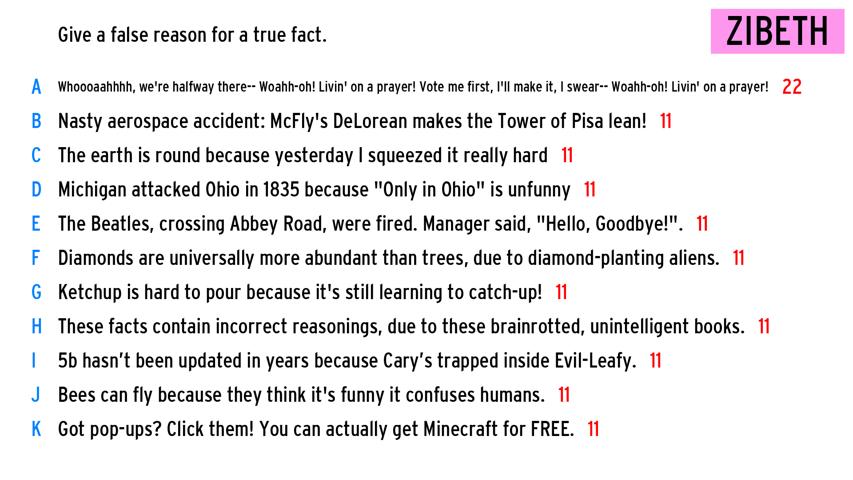 Give a false reason for a true fact.
ZIBETH
A Whoooaahhhh, we're halfway there-- Woahh-oh! Livin' on a prayer! Vote me first, I'll make it, I swear-- Woahh-oh! Livin' on a prayer! 22
B Nasty aerospace accident: McFly's DeLorean makes the Tower of Pisa lean! 11
C The earth is round because yesterday I squeezed it really hard 11
D Michigan attacked Ohio in 1835 because "Only in Ohio" is unfunny 11
E The Beatles, crossing Abbey Road, were fired. Manager said, "Hello, Goodbye!". 11
F Diamonds are universally more abundant than trees, due to diamond-planting aliens. 11
G Ketchup is hard to pour because it's still learning to catch-up! 11
H These facts contain incorrect reasonings, due to these brainrotted, unintelligent books. 11
I 5b hasn't been updated in years because Cary's trapped inside Evil-Leafy. 11
J Bees can fly because they think it's funny it confuses humans. 11
K Got pop-ups? Click them! You can actually get Minecraft for FREE. 11